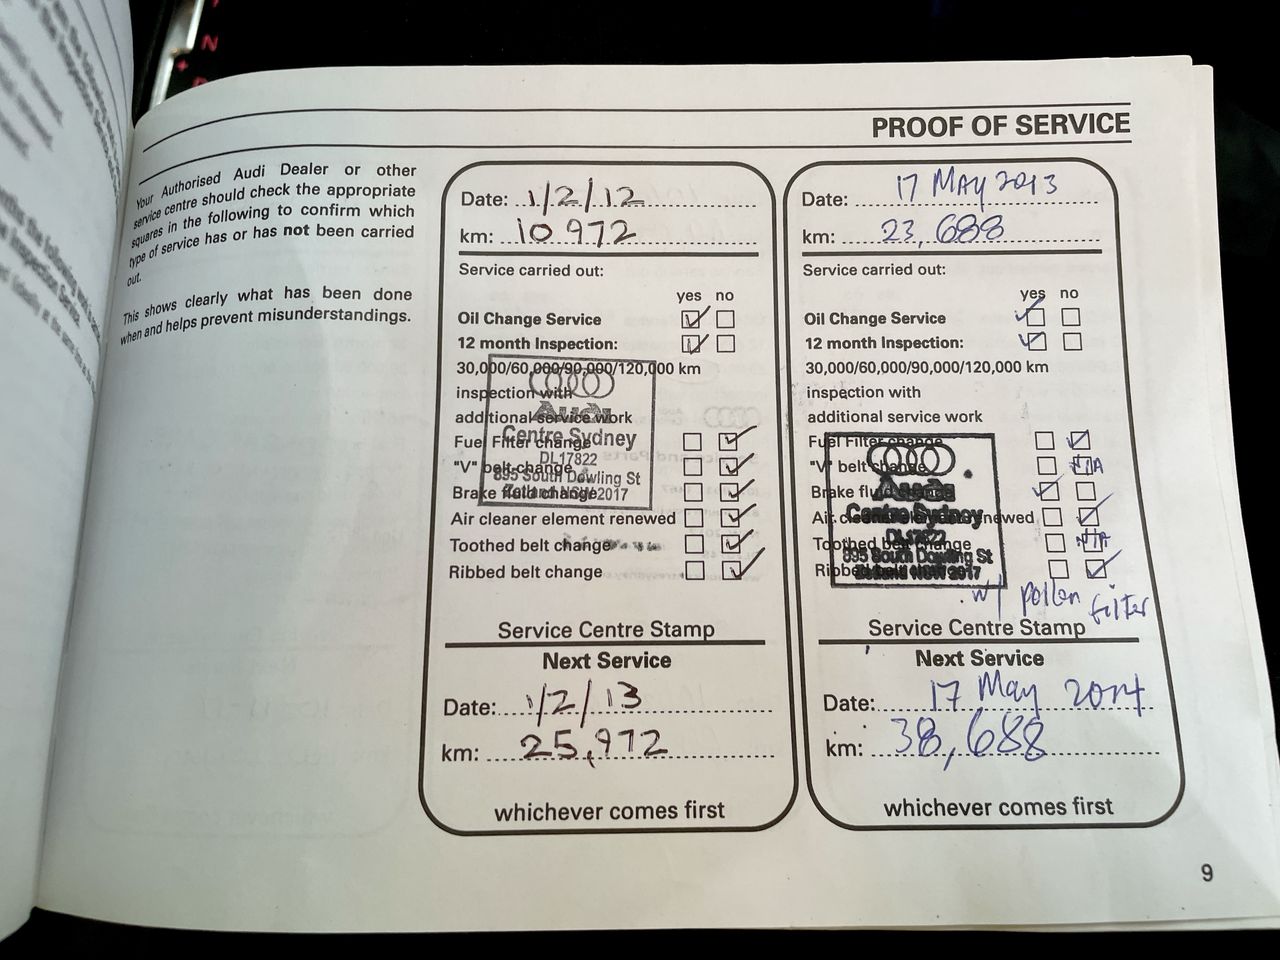 PROOF OF SERVICE
Your Authorised Audi Dealer or other
service centre should check the appropriate
squares in the following to confirm which
type of service has or has not been carried
out.
This shows clearly what has been done
when and helps prevent misunderstandings.
Date: 1/2/12
km: 10 972
Service carried out:
yes no
Oil Change Service
12 month Inspection:
30,000/60,000/90,000/120,000 km
inspection with
additional service work
Fuel Filter change
"V" belt change
Brake fluid change
Air cleaner element renewed
Toothed belt change
Ribbed belt change
Audi
Centre Sydney
DL17822
895 South Dowling St
Zetland NSW 2017
Service Centre Stamp
Next Service
Date: 1/2/13
km: 25,972
whichever comes first
Date: 17 MAY 2013
km: 23,688
Service carried out:
yes no
Oil Change Service
12 month Inspection:
30,000/60,000/90,000/120,000 km
inspection with
additional service work
Fuel Filter change
"V" belt change N/A
Brake fluid change
Air cleaner element renewed
Toothed belt change N/A
Ribbed belt change
Audi
Centre Sydney
DL17822
895 South Dowling St
Zetland NSW 2017
w/ pollen filter
Service Centre Stamp
Next Service
Date: 17 May 2014
km: 38,688
whichever comes first
9